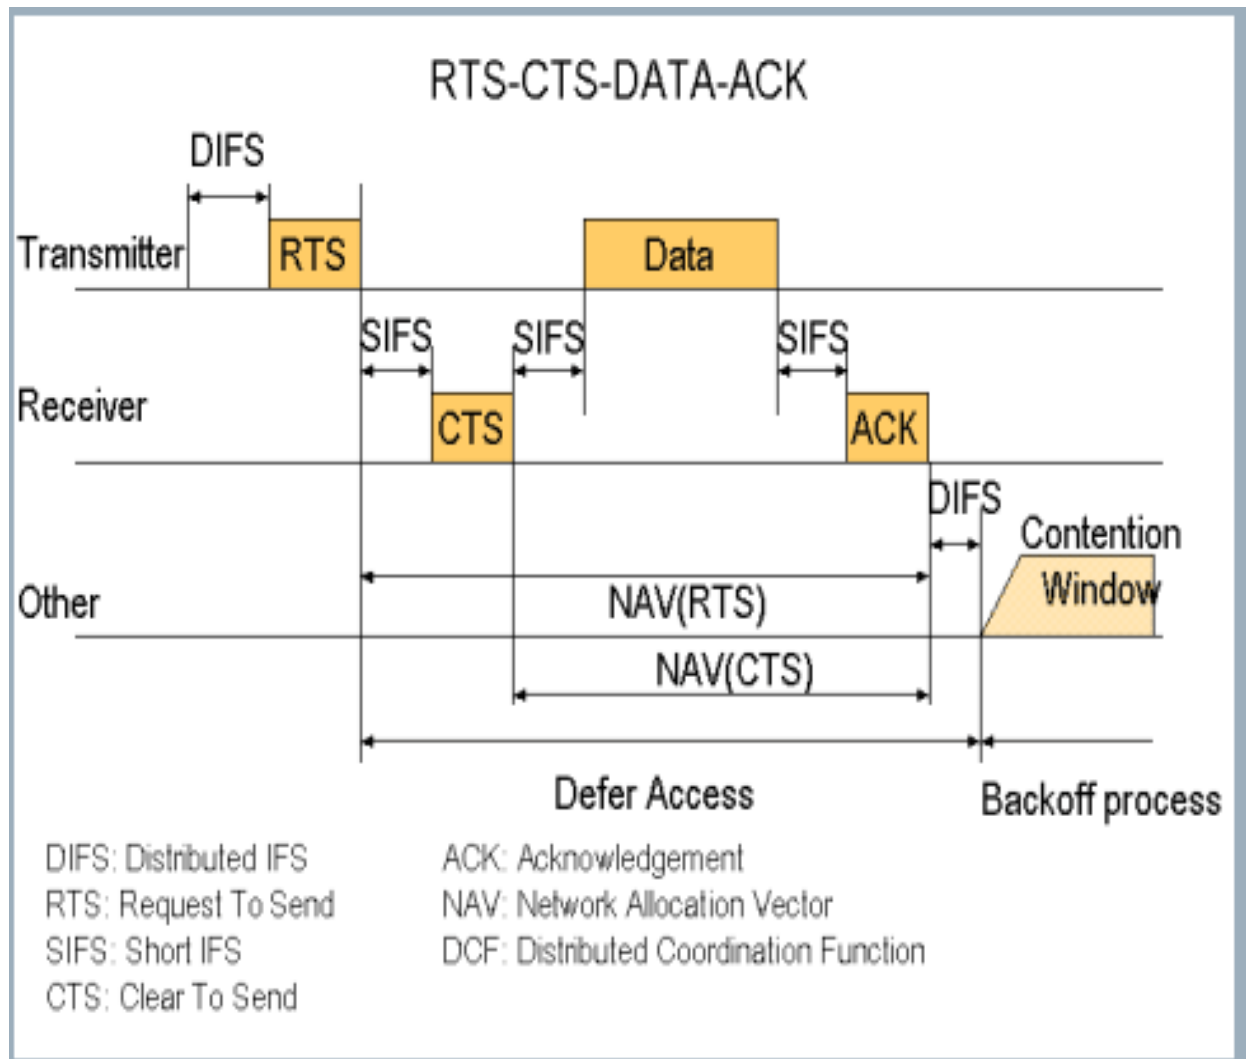 RTS-CTS-DATA-ACK
DIFS
Transmitter
RTS
Data
SIFS
SIFS
SIFS
Receiver
CTS
ACK
DIFS
Contention
Window
Other
NAV(RTS)
NAV(CTS)
Defer Access
Backoff process
DIFS: Distributed IFS
RTS: Request To Send
SIFS: Short IFS
CTS: Clear To Send
ACK: Acknowledgement
NAV: Network Allocation Vector
DCF: Distributed Coordination Function